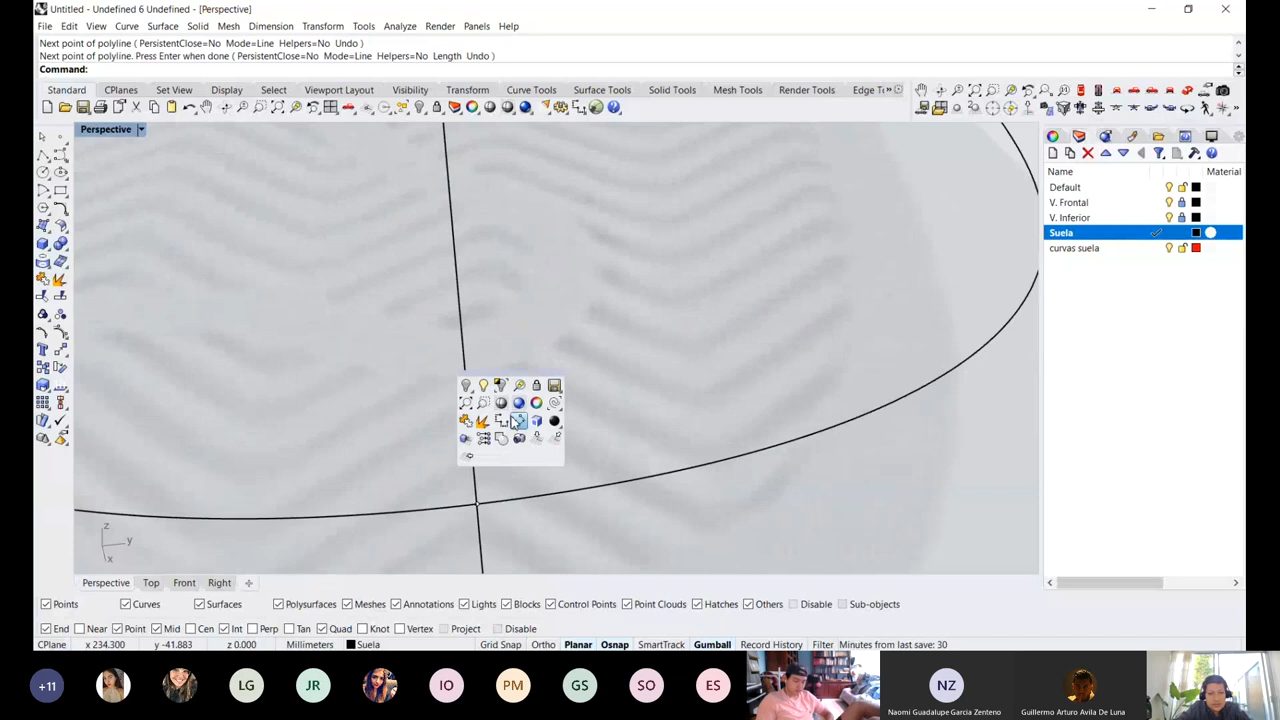 Untitled - Undefined 6 Undefined - [Perspective]
File Edit View Curve Surface Solid Mesh Dimension Transform Tools Analyze Render Panels Help
Next point of polyline ( PersistentClose=No Mode=Line Helpers=No Undo )
Next point of polyline. Press Enter when done ( PersistentClose=No Mode=Line Helpers=No Length Undo )
Command:
Standard CPlanes Set View Display Select Viewport Layout Visibility Transform Curve Tools Surface Tools Solid Tools Mesh Tools Render Tools Edge To
Perspective
Name Material
Default
V. Frontal
V. Inferior
Suela
curvas suela
z
y
x
Perspective Top Front Right
Points Curves Surfaces Polysurfaces Meshes Annotations Lights Blocks Control Points Point Clouds Hatches Others Disable Sub-objects
End Near Point Mid Cen Int Perp Tan Quad Knot Vertex Project Disable
CPlane x 234.300 y -41.883 z 0.000 Millimeters Suela Grid Snap Ortho Planar Osnap SmartTrack Gumball Record History Filter Minutes from last save: 30
+11 LG JR IO PM GS SO ES NZ
Naomi Guadalupe Garcia Zenteno Guillermo Arturo Avila De Luna